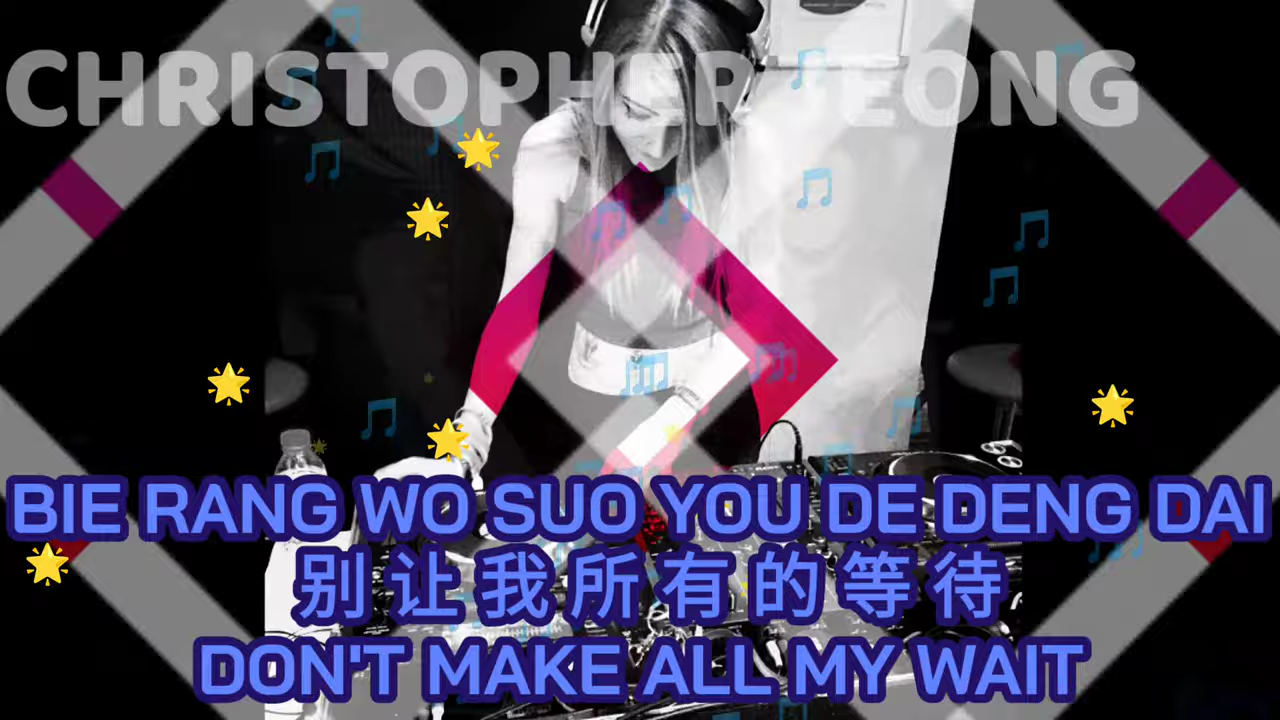 CHRISTOPHER JEONG
BIE RANG WO SUO YOU DE DENG DAI
别让我所有的等待
DON'T MAKE ALL MY WAIT